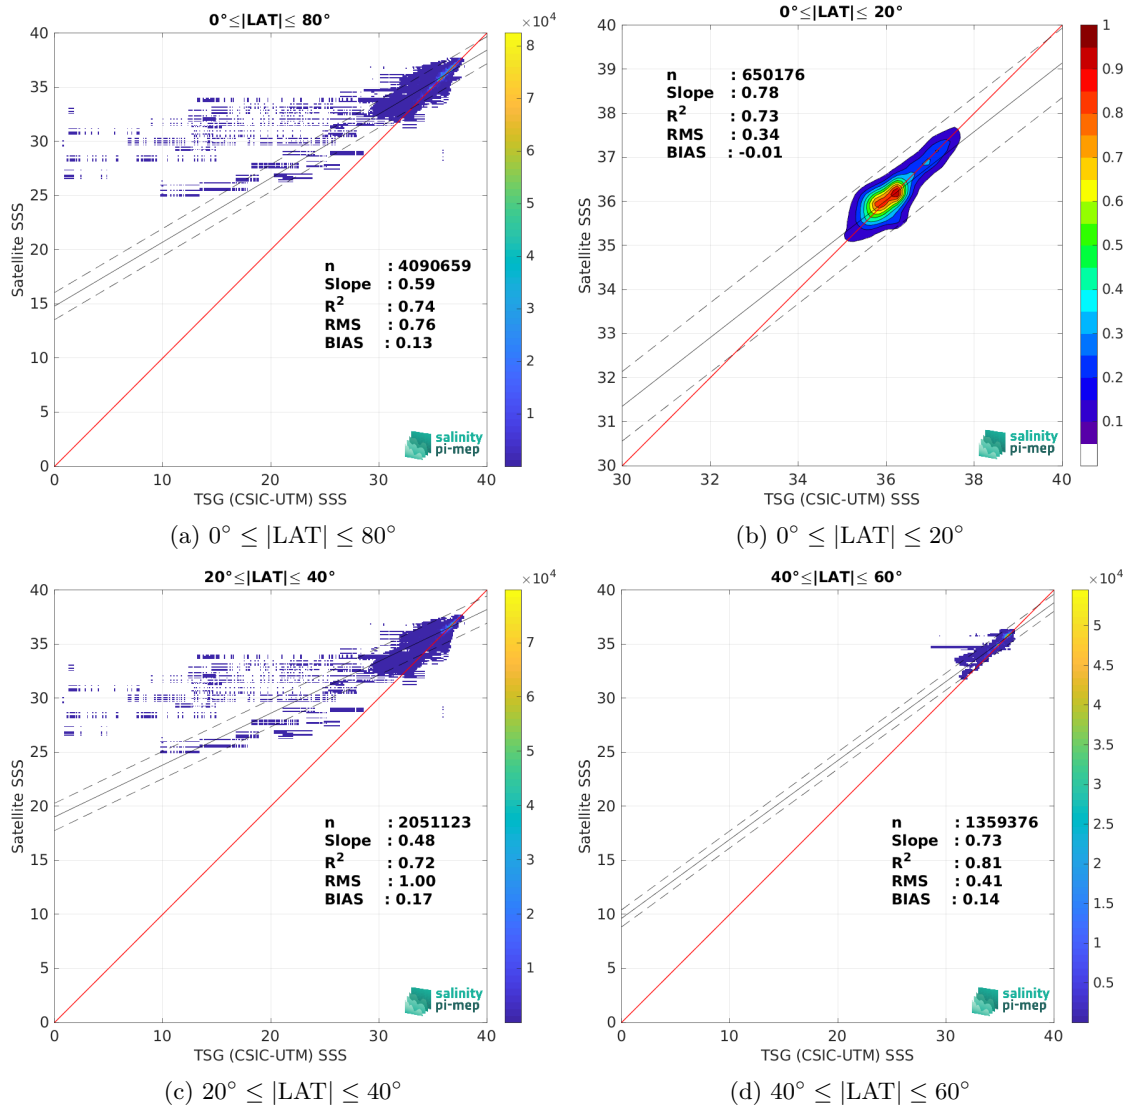 0°≤|LAT|≤ 80°
×10⁴
40
35
30
25
20
15
10
5
0
0
10
20
30
40
Satellite SSS
TSG (CSIC-UTM) SSS
n : 4090659
Slope : 0.59
R² : 0.74
RMS : 0.76
BIAS : 0.13
salinity
pi-mep
8
7
6
5
4
3
2
1
(a) 0° ≤ |LAT| ≤ 80°
0°≤|LAT|≤ 20°
40
39
38
37
36
35
34
33
32
31
30
30
32
34
36
38
40
Satellite SSS
TSG (CSIC-UTM) SSS
n : 650176
Slope : 0.78
R² : 0.73
RMS : 0.34
BIAS : -0.01
salinity
pi-mep
1
0.9
0.8
0.7
0.6
0.5
0.4
0.3
0.2
0.1
(b) 0° ≤ |LAT| ≤ 20°
20°≤|LAT|≤ 40°
×10⁴
40
35
30
25
20
15
10
5
0
0
10
20
30
40
Satellite SSS
TSG (CSIC-UTM) SSS
n : 2051123
Slope : 0.48
R² : 0.72
RMS : 1.00
BIAS : 0.17
salinity
pi-mep
7
6
5
4
3
2
1
(c) 20° ≤ |LAT| ≤ 40°
40°≤|LAT|≤ 60°
×10⁴
40
35
30
25
20
15
10
5
0
0
10
20
30
40
Satellite SSS
TSG (CSIC-UTM) SSS
n : 1359376
Slope : 0.73
R² : 0.81
RMS : 0.41
BIAS : 0.14
salinity
pi-mep
5
4.5
4
3.5
3
2.5
2
1.5
1
0.5
(d) 40° ≤ |LAT| ≤ 60°